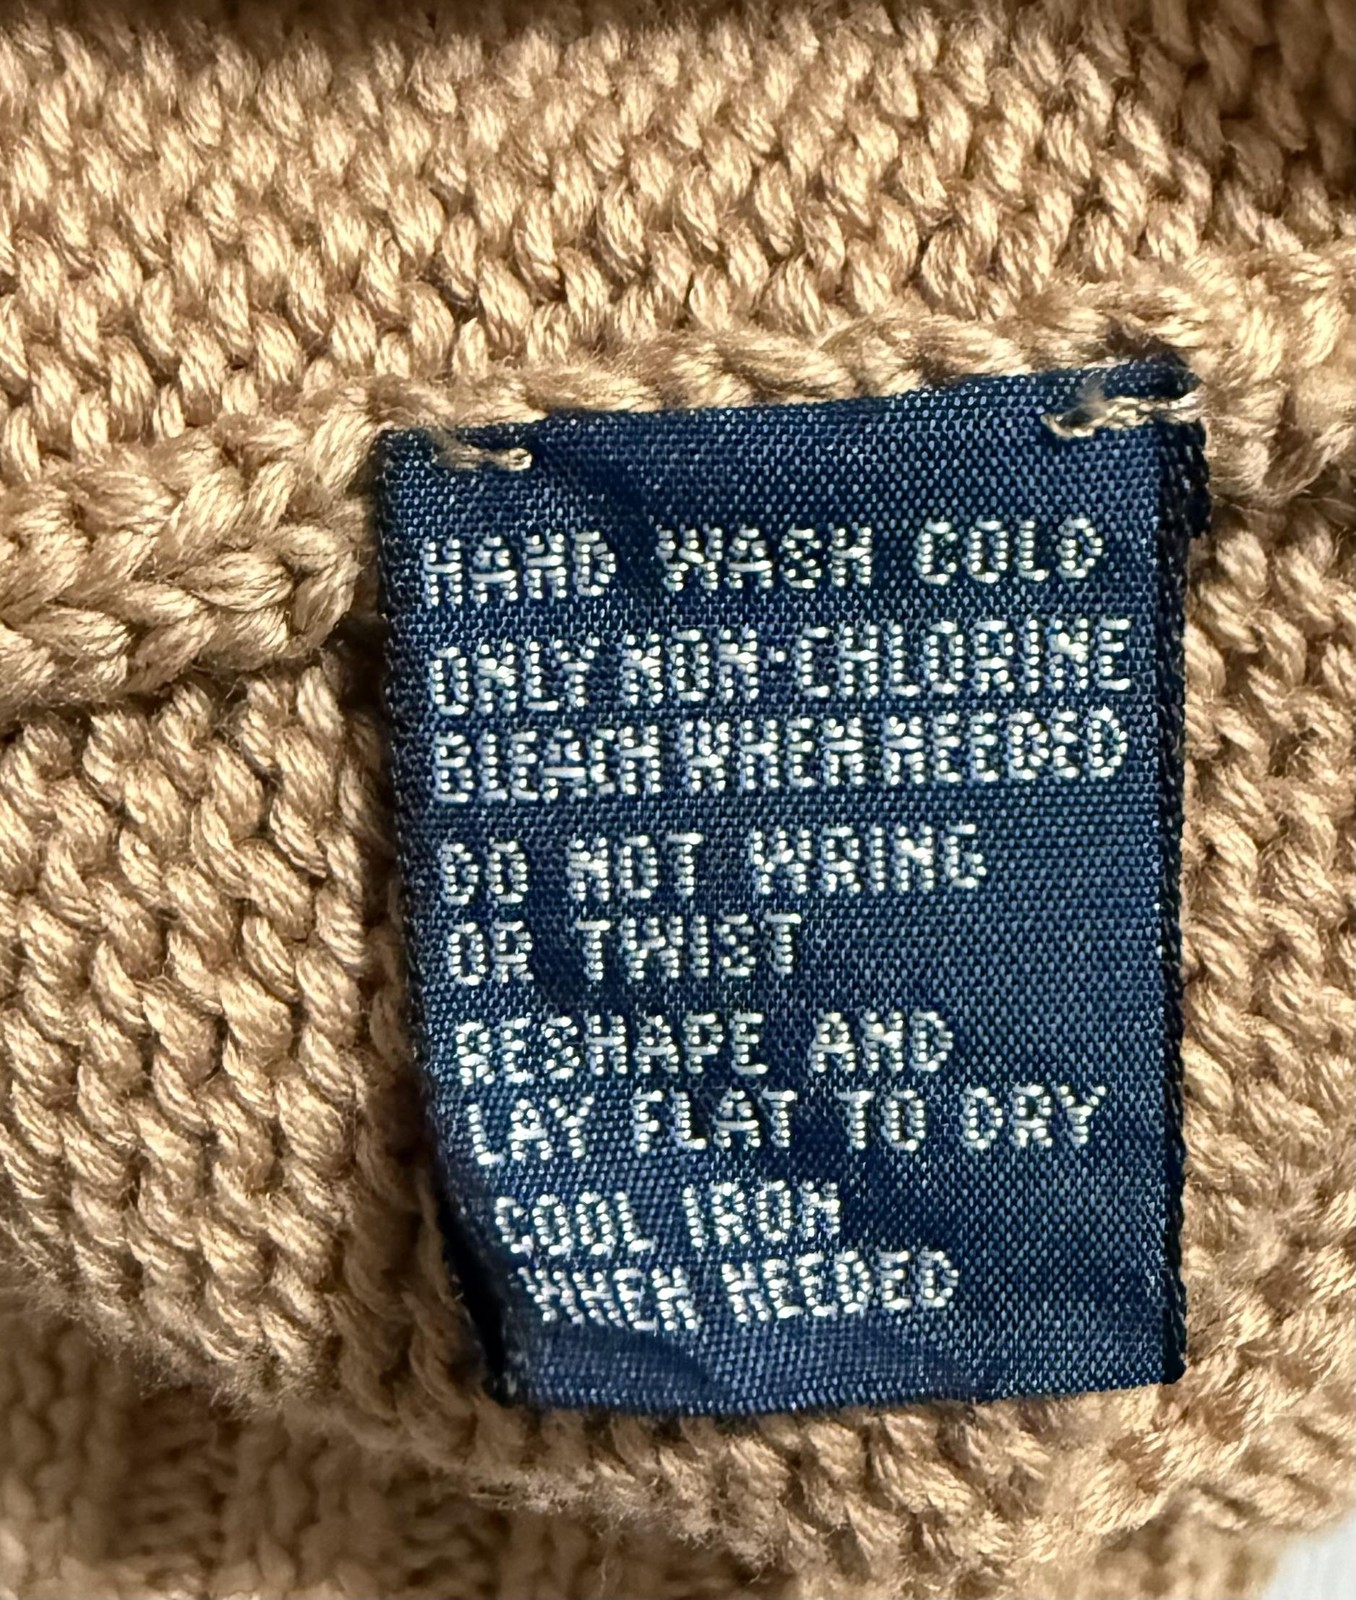 HAND WASH COLD
ONLY NON-CHLORINE
BLEACH WHEN NEEDED
DO NOT WRING
OR TWIST
RESHAPE AND
LAY FLAT TO DRY
COOL IRON
WHEN NEEDED